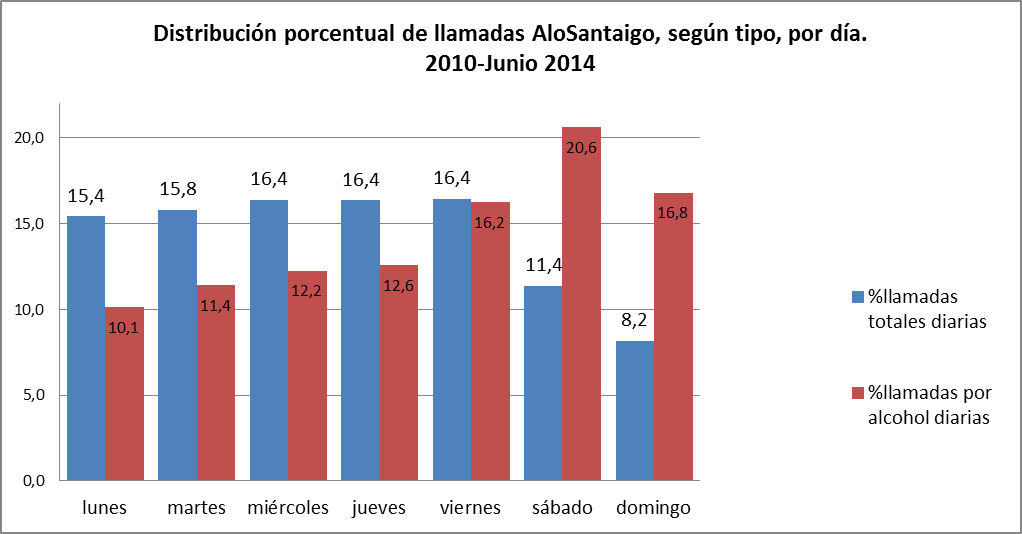 Distribución porcentual de llamadas AloSantaigo, según tipo, por día.
2010-Junio 2014
20,0
15,0
10,0
5,0
0,0
15,4
15,8
16,4
16,4
16,4
11,4
8,2
10,1
11,4
12,2
12,6
16,2
20,6
16,8
lunes
martes
miércoles
jueves
viernes
sábado
domingo
%llamadas
totales diarias
%llamadas por
alcohol diarias